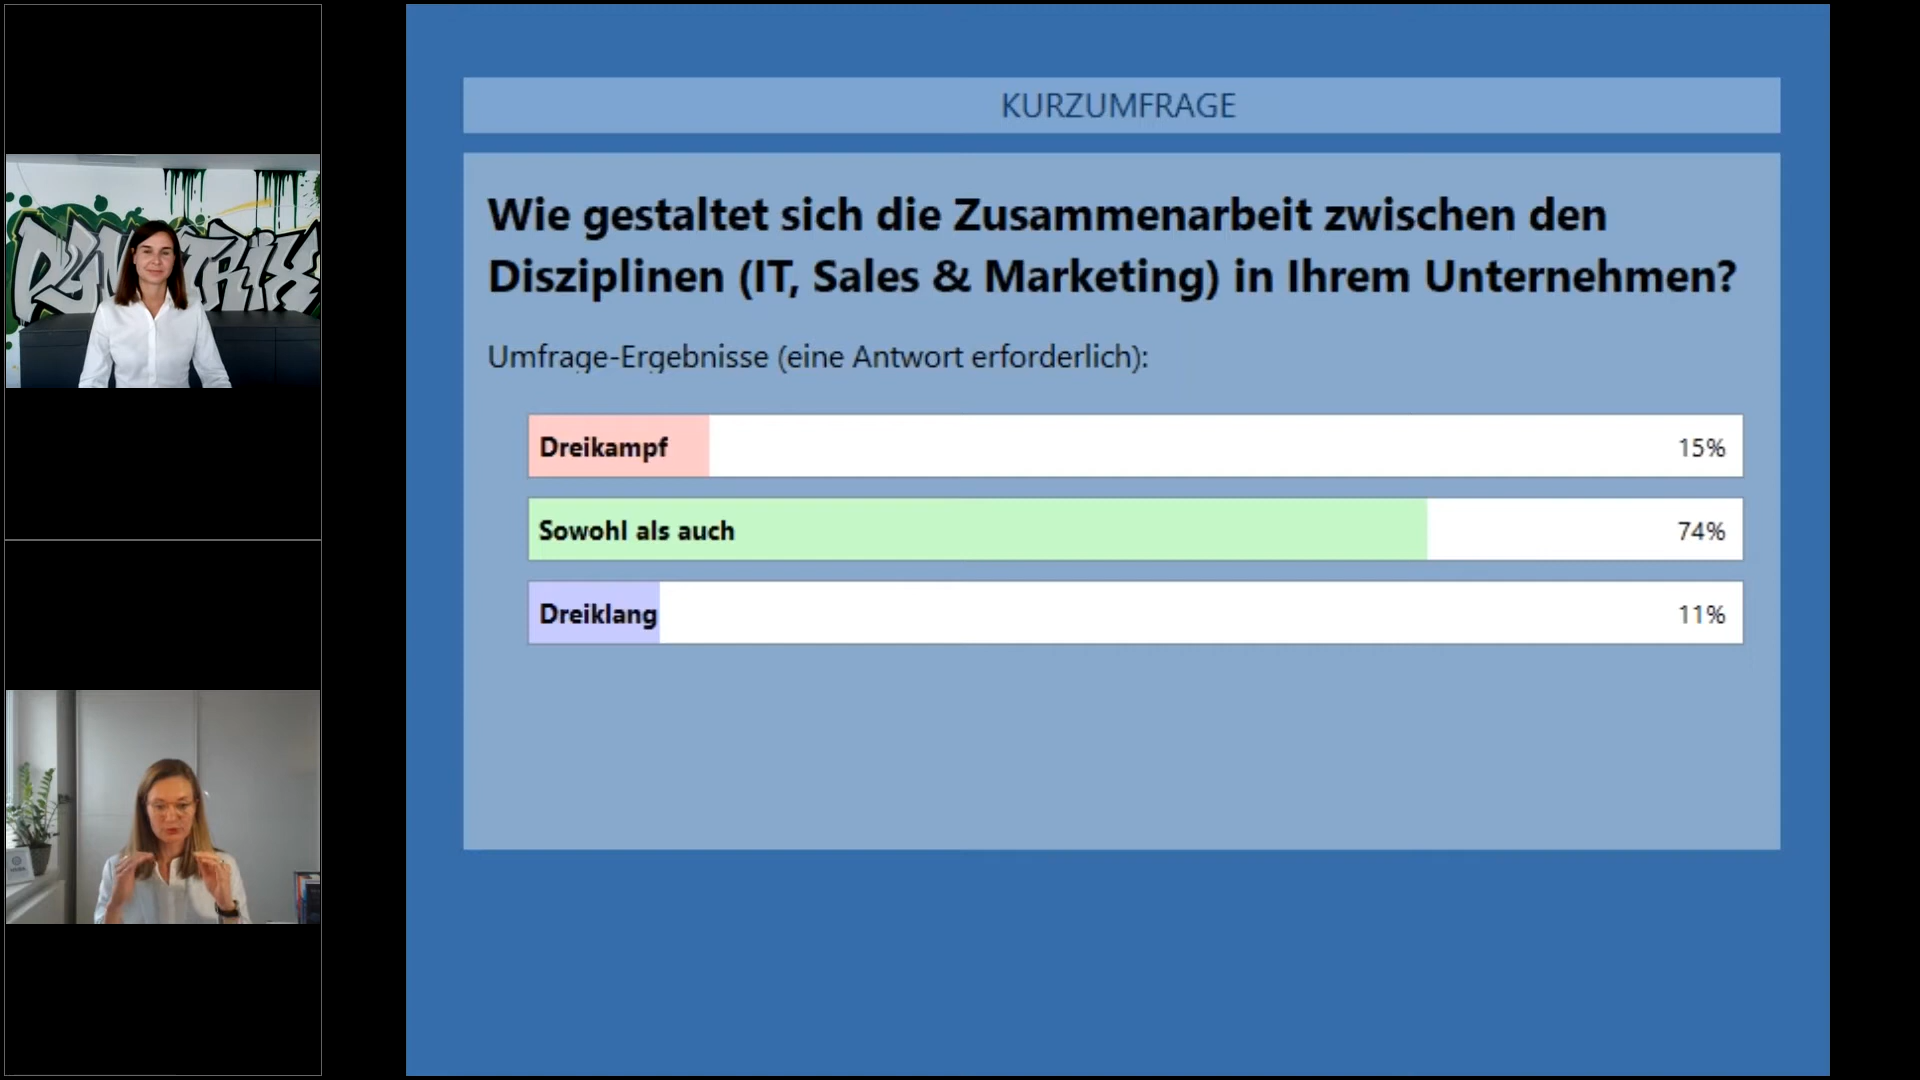 KURZUMFRAGE
Wie gestaltet sich die Zusammenarbeit zwischen den
Disziplinen (IT, Sales & Marketing) in Ihrem Unternehmen?
Umfrage-Ergebnisse (eine Antwort erforderlich):
Dreikampf 15%
Sowohl als auch 74%
Dreiklang 11%